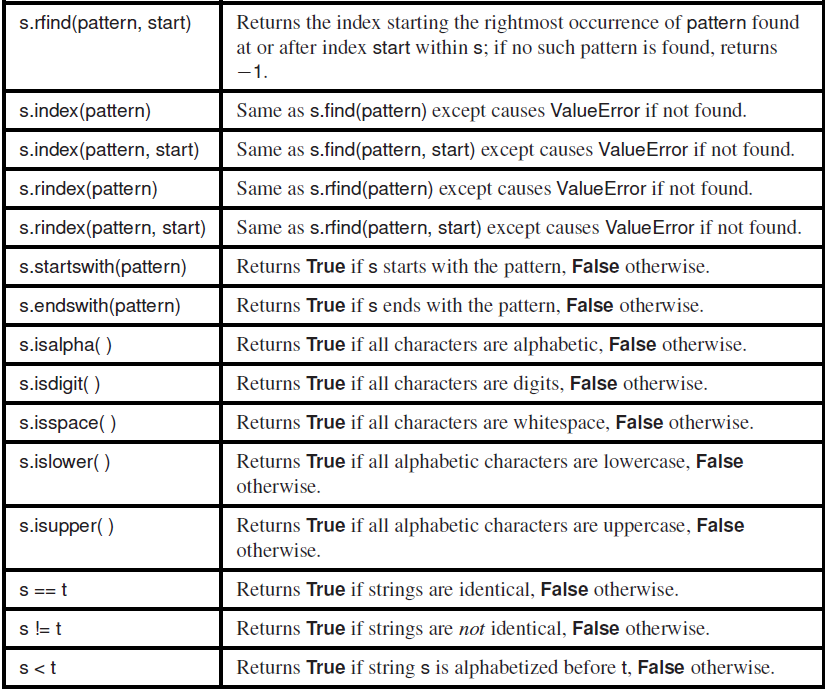 s.rfind(pattern, start) Returns the index starting the rightmost occurrence of pattern found
at or after index start within s; if no such pattern is found, returns
−1.
s.index(pattern) Same as s.find(pattern) except causes ValueError if not found.
s.index(pattern, start) Same as s.find(pattern, start) except causes ValueError if not found.
s.rindex(pattern) Same as s.rfind(pattern) except causes ValueError if not found.
s.rindex(pattern, start) Same as s.rfind(pattern, start) except causes ValueError if not found.
s.startswith(pattern) Returns True if s starts with the pattern, False otherwise.
s.endswith(pattern) Returns True if s ends with the pattern, False otherwise.
s.isalpha( ) Returns True if all characters are alphabetic, False otherwise.
s.isdigit( ) Returns True if all characters are digits, False otherwise.
s.isspace( ) Returns True if all characters are whitespace, False otherwise.
s.islower( ) Returns True if all alphabetic characters are lowercase, False
otherwise.
s.isupper( ) Returns True if all alphabetic characters are uppercase, False
otherwise.
s == t Returns True if strings are identical, False otherwise.
s != t Returns True if strings are not identical, False otherwise.
s < t Returns True if string s is alphabetized before t, False otherwise.